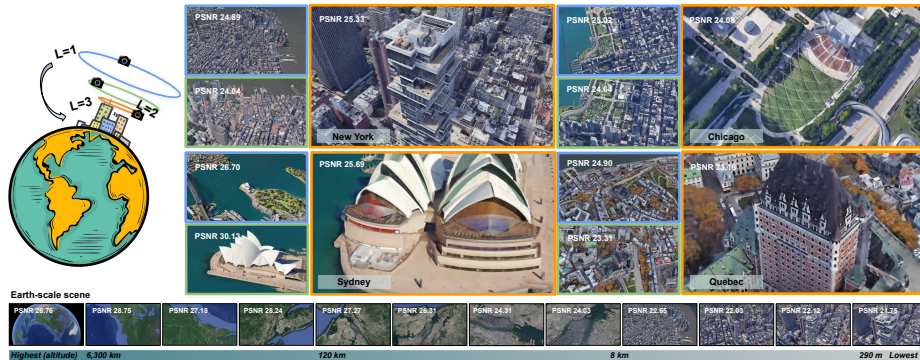 L=1
L=2
L=3
PSNR 24.69
PSNR 25.33
PSNR 25.02
PSNR 24.08
PSNR 24.04
PSNR 24.64
New York
Chicago
PSNR 26.70
PSNR 25.69
PSNR 24.90
PSNR 30.13
PSNR 23.31
Sydney
Quebec
Earth-scale scene
PSNR 26.76
PSNR 28.75
PSNR 27.18
PSNR 28.24
PSNR 27.27
PSNR 26.31
PSNR 24.31
PSNR 24.03
PSNR 22.65
PSNR 22.03
PSNR 22.12
PSNR 21.75
Highest (altitude) 6,300 km 120 km 8 km 290 m Lowest